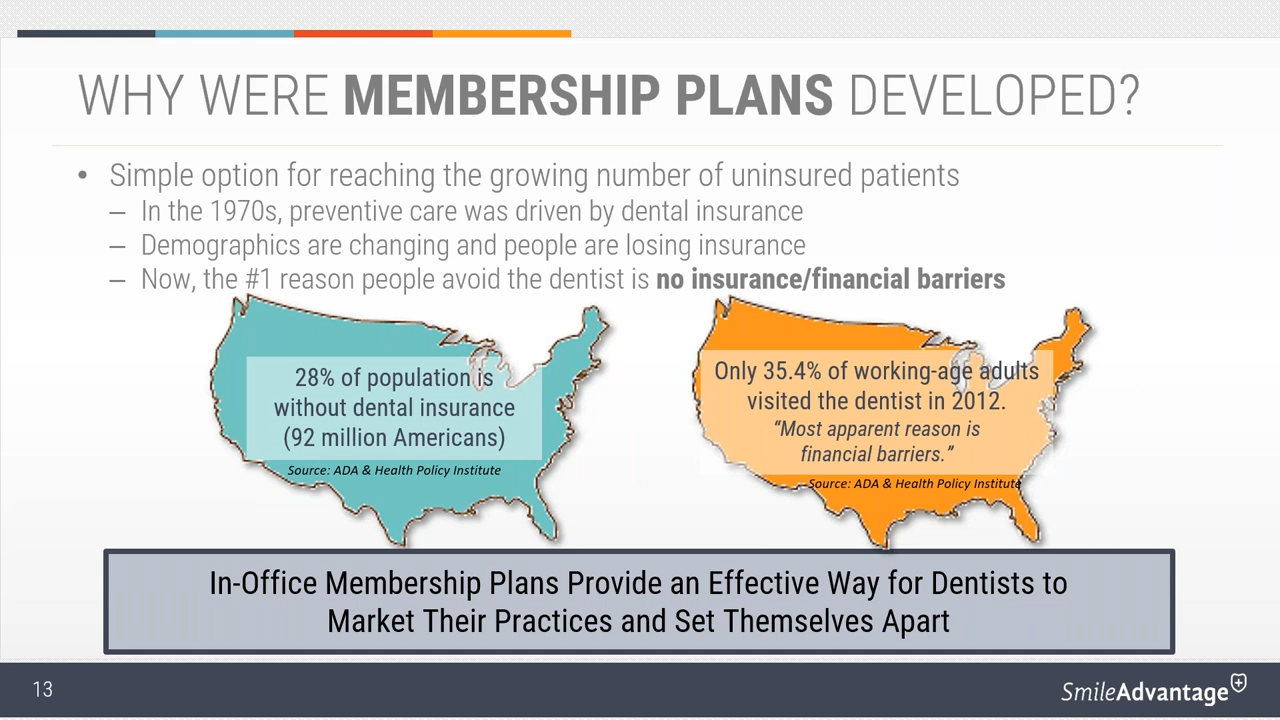 WHY WERE MEMBERSHIP PLANS DEVELOPED?
• Simple option for reaching the growing number of uninsured patients
– In the 1970s, preventive care was driven by dental insurance
– Demographics are changing and people are losing insurance
– Now, the #1 reason people avoid the dentist is no insurance/financial barriers
28% of population is
without dental insurance
(92 million Americans)
Source: ADA & Health Policy Institute
Only 35.4% of working-age adults
visited the dentist in 2012.
“Most apparent reason is
financial barriers.”
Source: ADA & Health Policy Institute
In-Office Membership Plans Provide an Effective Way for Dentists to
Market Their Practices and Set Themselves Apart
13
SmileAdvantage